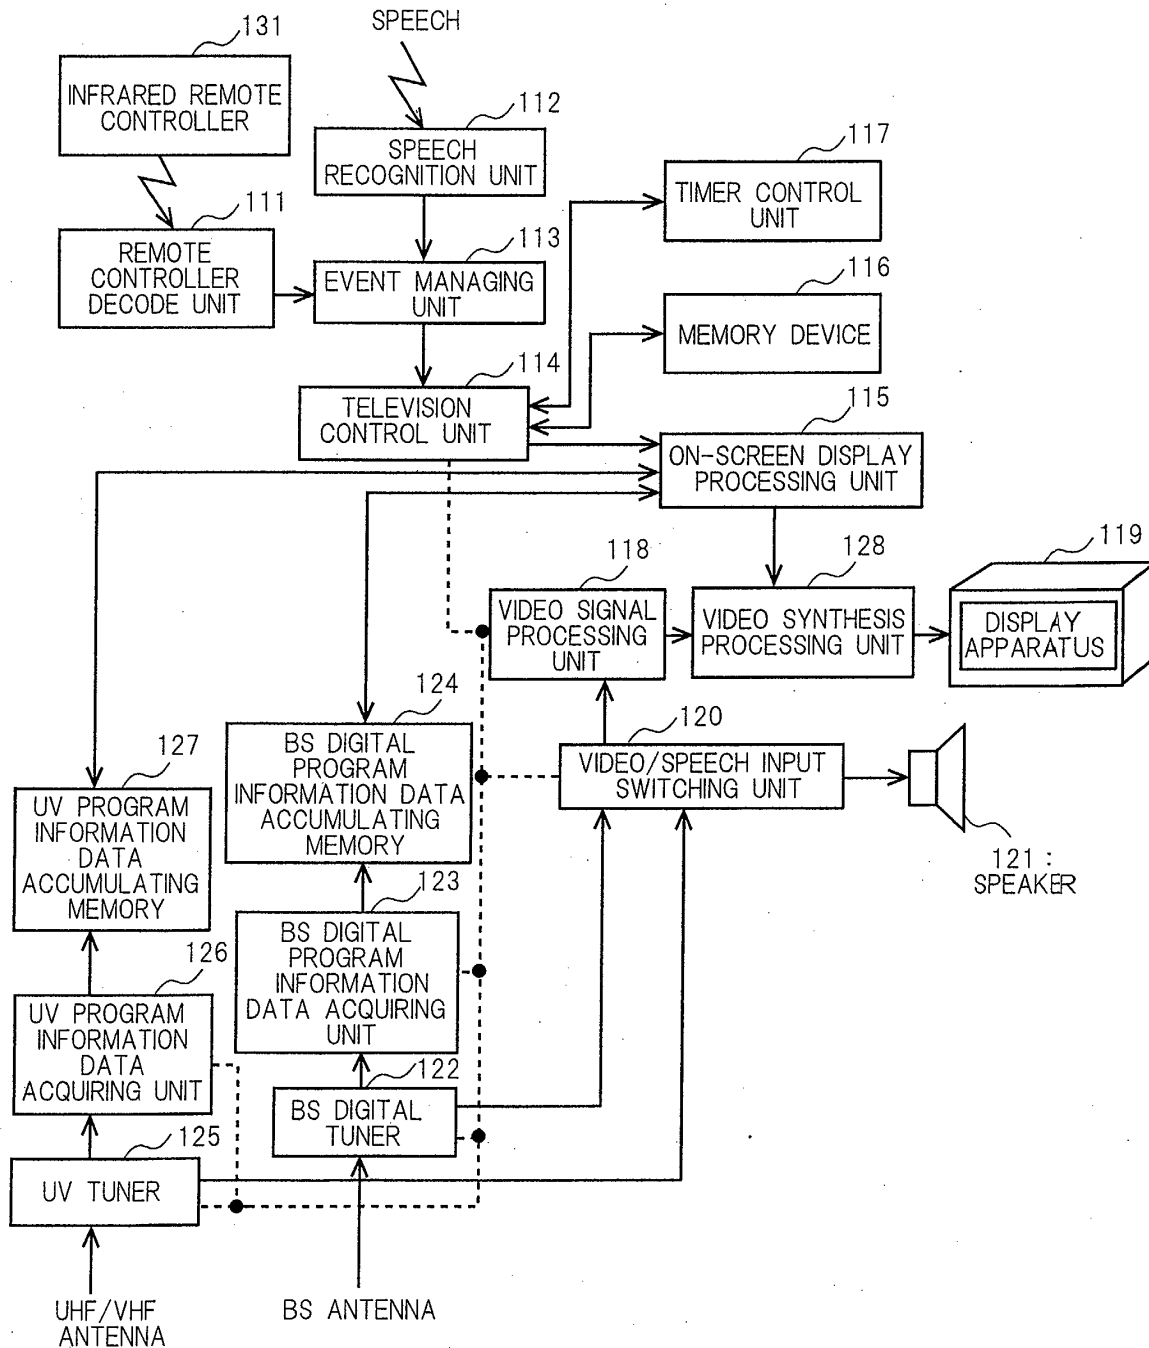 SPEECH
131
INFRARED REMOTE
CONTROLLER
112
SPEECH
RECOGNITION UNIT
117
TIMER CONTROL
UNIT
111
REMOTE
CONTROLLER
DECODE UNIT
113
EVENT MANAGING
UNIT
116
MEMORY DEVICE
114
TELEVISION
CONTROL UNIT
115
ON-SCREEN DISPLAY
PROCESSING UNIT
118
VIDEO SIGNAL
PROCESSING
UNIT
128
VIDEO SYNTHESIS
PROCESSING UNIT
119
DISPLAY
APPARATUS
124
BS DIGITAL
PROGRAM
INFORMATION DATA
ACCUMULATING
MEMORY
120
VIDEO/SPEECH INPUT
SWITCHING UNIT
127
UV PROGRAM
INFORMATION
DATA
ACCUMULATING
MEMORY
121:
SPEAKER
123
BS DIGITAL
PROGRAM
INFORMATION
DATA ACQUIRING
UNIT
126
UV PROGRAM
INFORMATION
DATA
ACQUIRING UNIT
122
BS DIGITAL
TUNER
125
UV TUNER
UHF/VHF
ANTENNA
BS ANTENNA